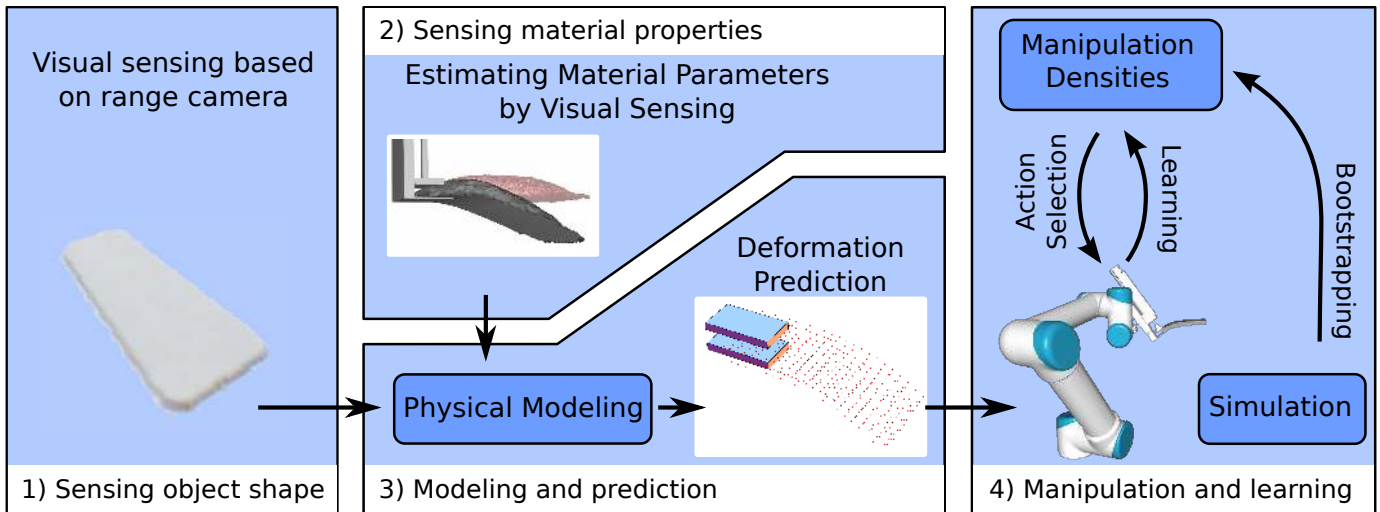 Visual sensing based
on range camera
1) Sensing object shape
2) Sensing material properties
Estimating Material Parameters
by Visual Sensing
Deformation
Prediction
Physical Modeling
3) Modeling and prediction
Manipulation
Densities
Action
Selection
Learning
Bootstrapping
Simulation
4) Manipulation and learning